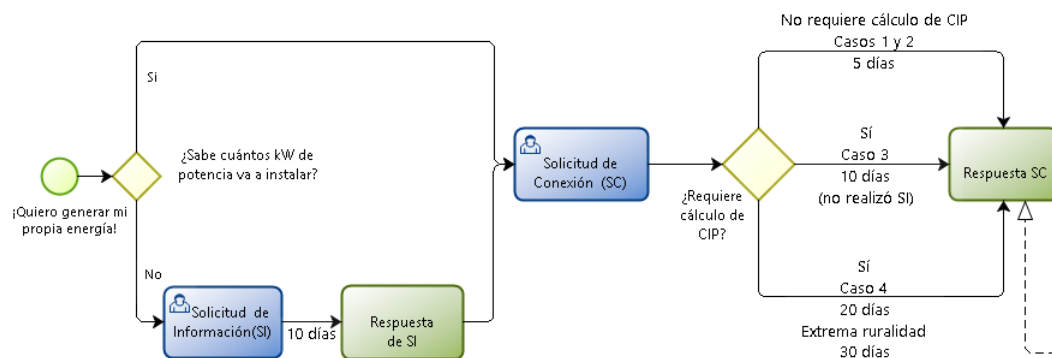 ¡Quiero generar mi
propia energía!
¿Sabe cuántos kW de
potencia va a instalar?
Si
No
Solicitud de
Información(SI)
10 días
Respuesta
de SI
Solicitud de
Conexión (SC)
¿Requiere
cálculo de
CIP?
No requiere cálculo de CIP
Casos 1 y 2
5 días
Sí
Caso 3
10 días
(no realizó SI)
Sí
Caso 4
20 días
Extrema ruralidad
30 días
Respuesta SC